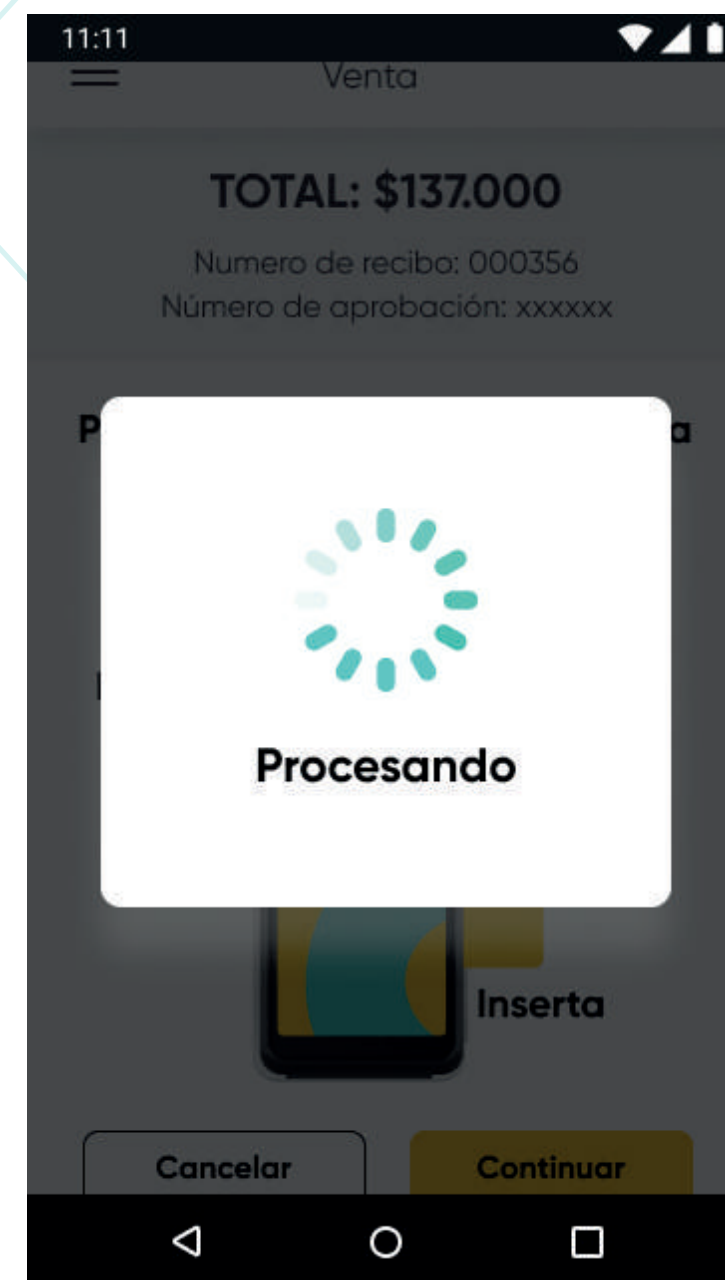 11:11
Venta
TOTAL: $137.000
Numero de recibo: 000356
Número de aprobación: xxxxxx
Procesando
Inserta
Cancelar
Continuar